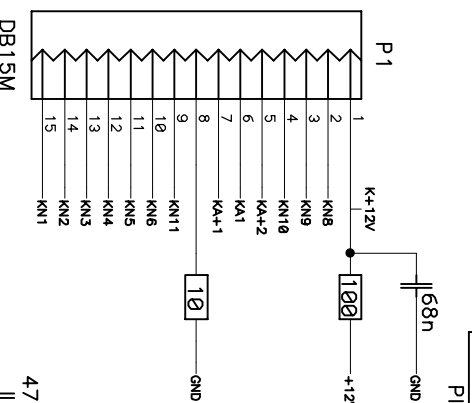 P1
DB15M
1
2
3
4
5
6
7
8
9
10
11
12
13
14
15
K+12V
KN8
KN9
KN10
KA+2
KA1
KA+1
KN11
KN6
KN5
KN4
KN3
KN2
KN1
68n
100
10
GND
+12V
GND
47